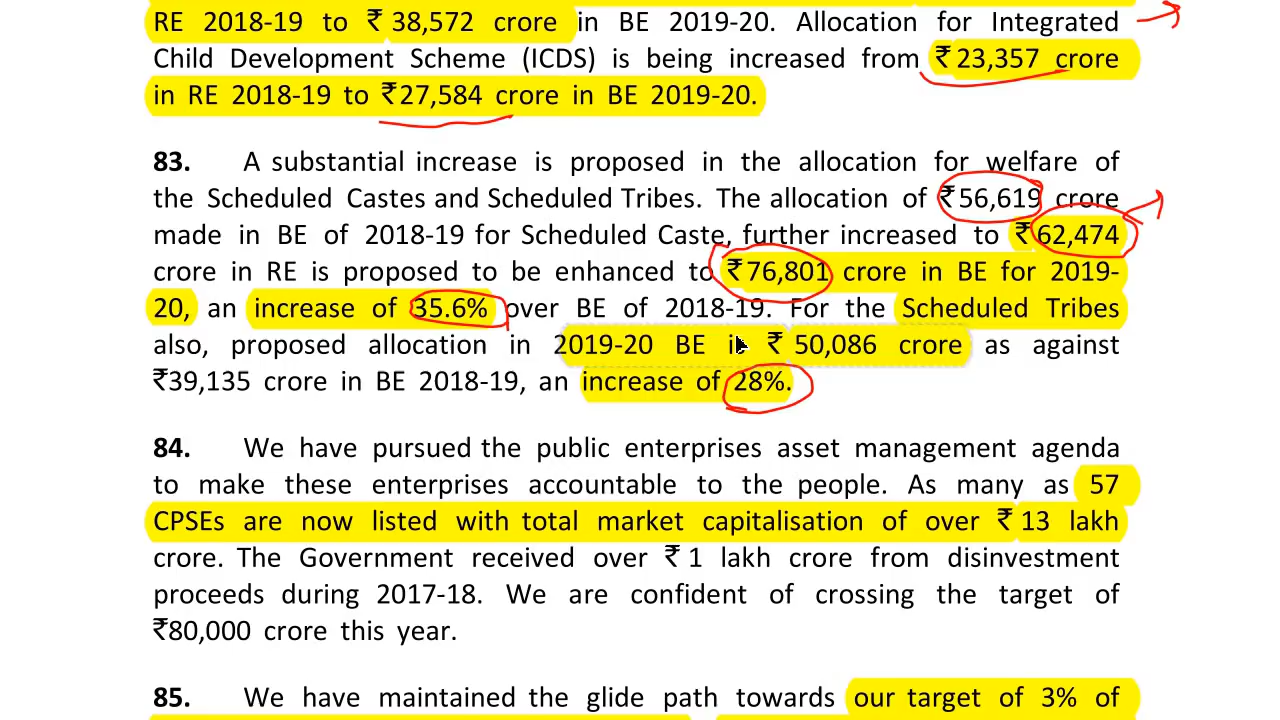 RE 2018-19 to ₹ 38,572 crore in BE 2019-20. Allocation for Integrated
Child Development Scheme (ICDS) is being increased from ₹ 23,357 crore
in RE 2018-19 to ₹27,584 crore in BE 2019-20.
83. A substantial increase is proposed in the allocation for welfare of
the Scheduled Castes and Scheduled Tribes. The allocation of ₹56,619 crore
made in BE of 2018-19 for Scheduled Caste, further increased to ₹ 62,474
crore in RE is proposed to be enhanced to ₹76,801 crore in BE for 2019-
20, an increase of 35.6% over BE of 2018-19. For the Scheduled Tribes
also, proposed allocation in 2019-20 BE is ₹ 50,086 crore as against
₹39,135 crore in BE 2018-19, an increase of 28%.
84. We have pursued the public enterprises asset management agenda
to make these enterprises accountable to the people. As many as 57
CPSEs are now listed with total market capitalisation of over ₹ 13 lakh
crore. The Government received over ₹ 1 lakh crore from disinvestment
proceeds during 2017-18. We are confident of crossing the target of
₹80,000 crore this year.
85. We have maintained the glide path towards our target of 3% of